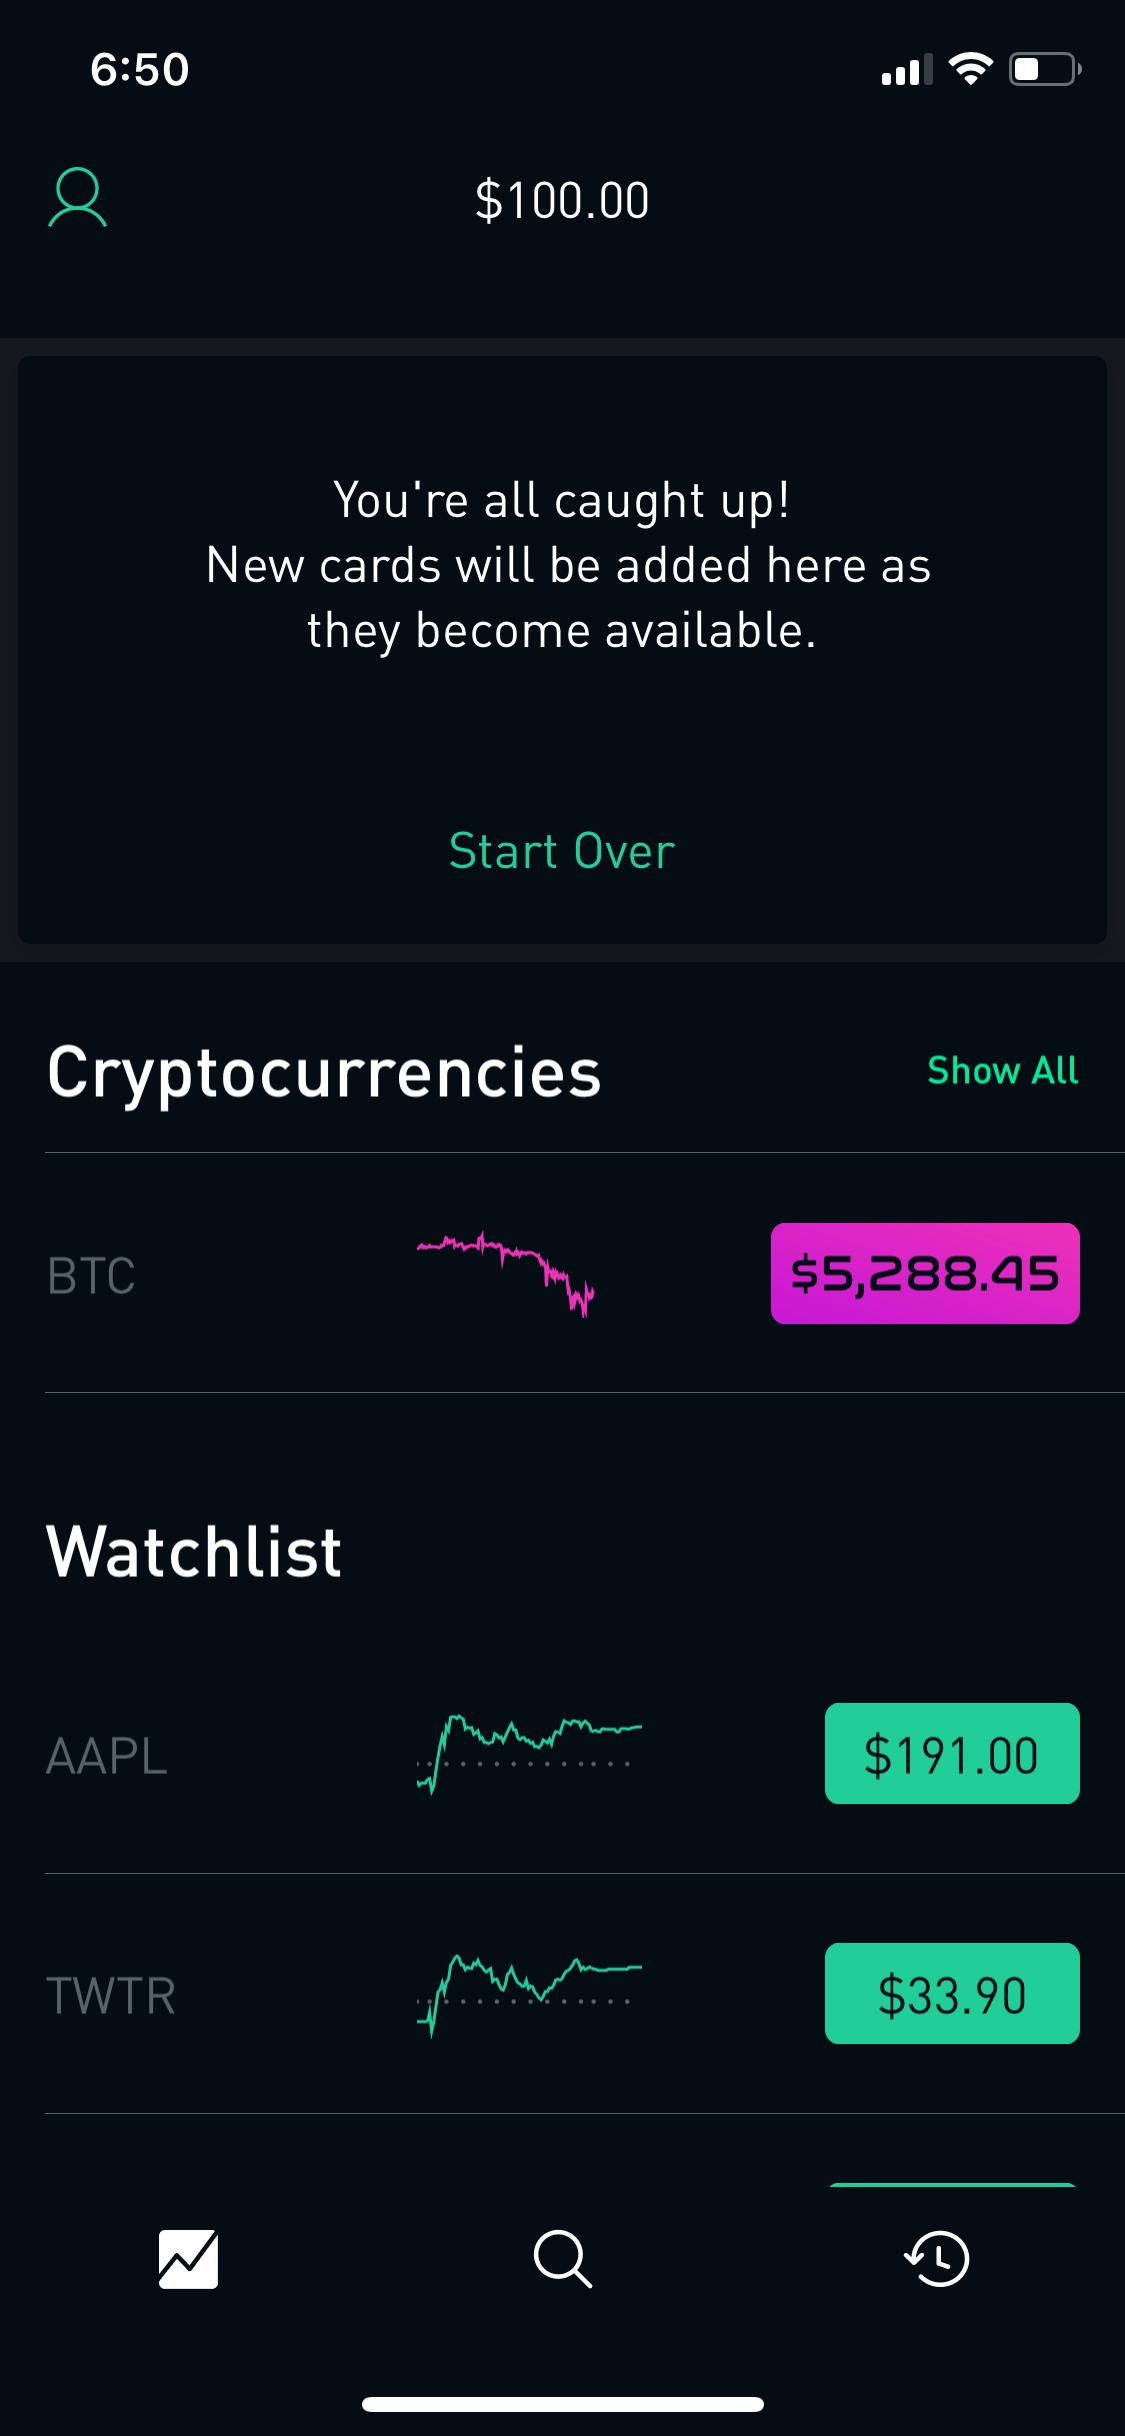 6:50
$100.00
You're all caught up!
New cards will be added here as
they become available.
Start Over
Cryptocurrencies
Show All
BTC
$5,288.45
Watchlist
AAPL
$191.00
TWTR
$33.90